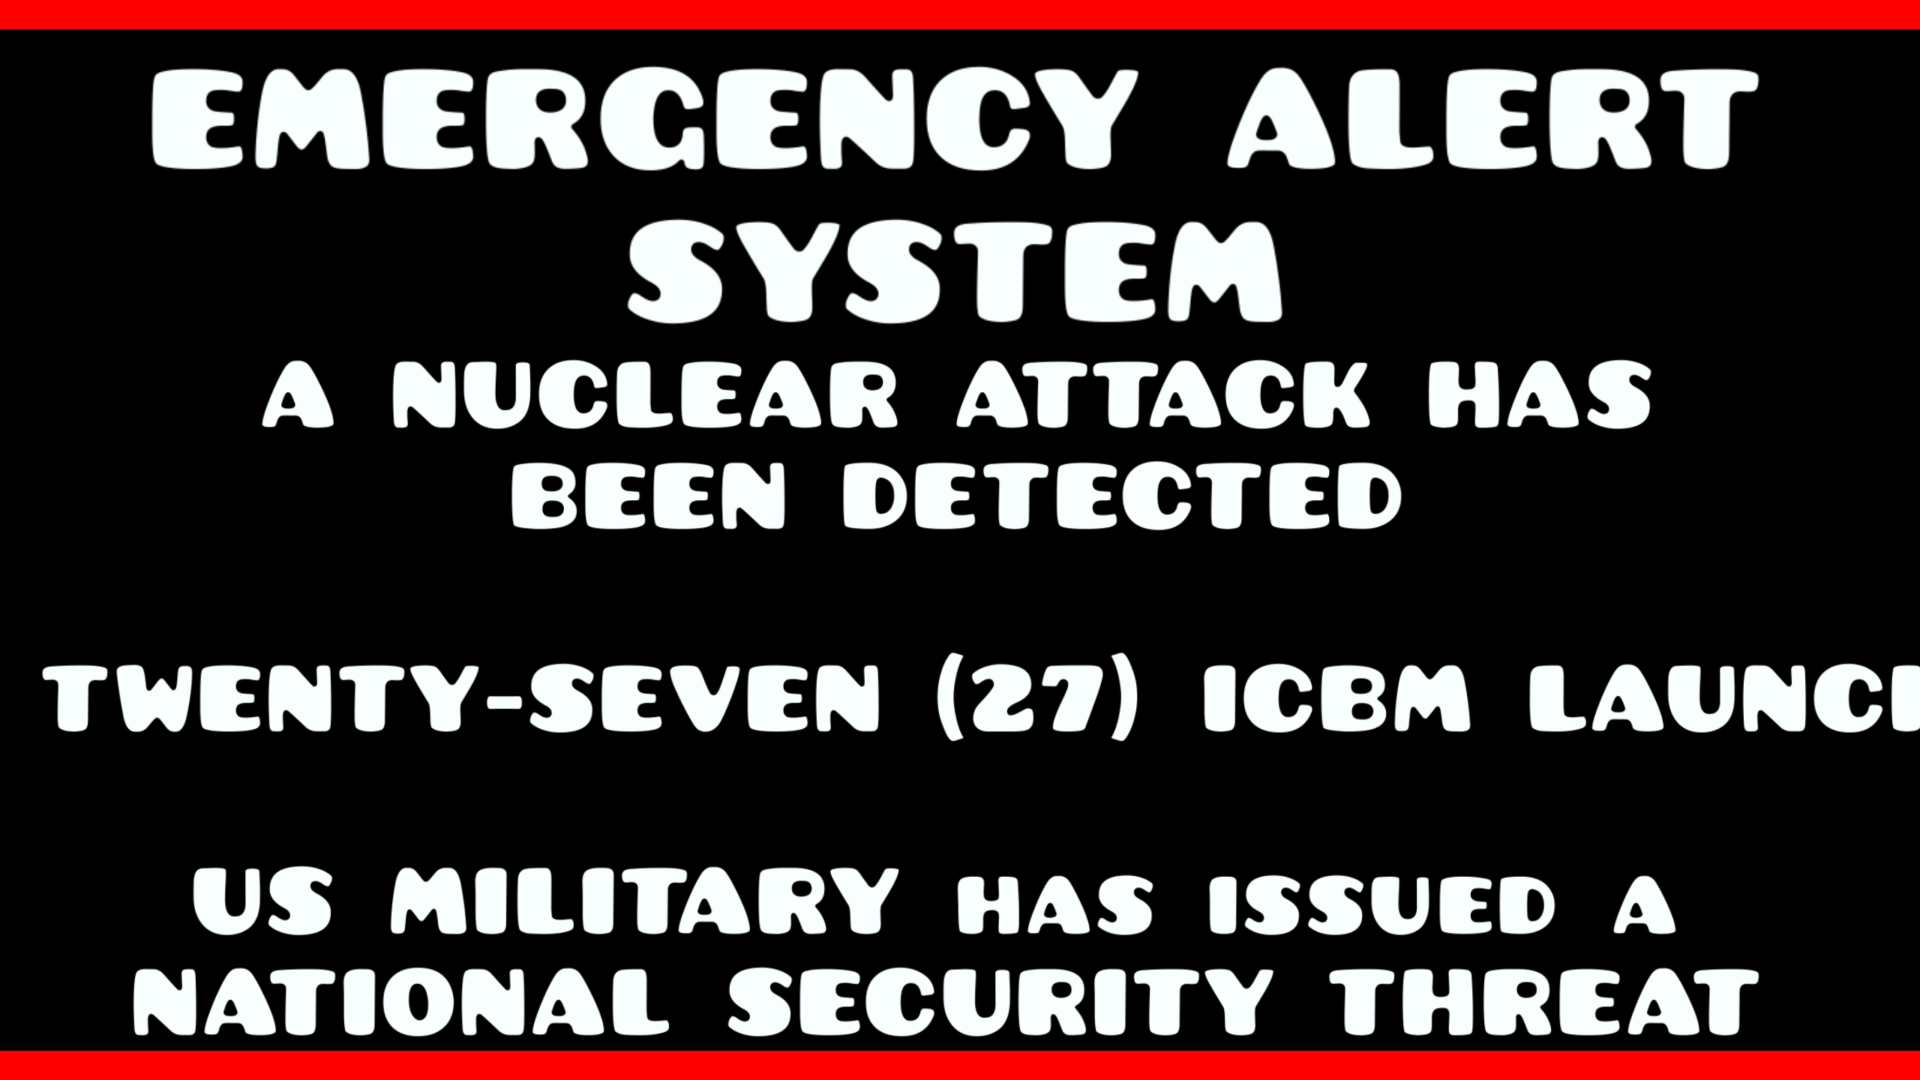 EMERGENCY ALERT
SYSTEM
A NUCLEAR ATTACK HAS
BEEN DETECTED
TWENTY-SEVEN (27) ICBM
US MILITARY HAS ISSUED A
NATIONAL SECURITY THREAT